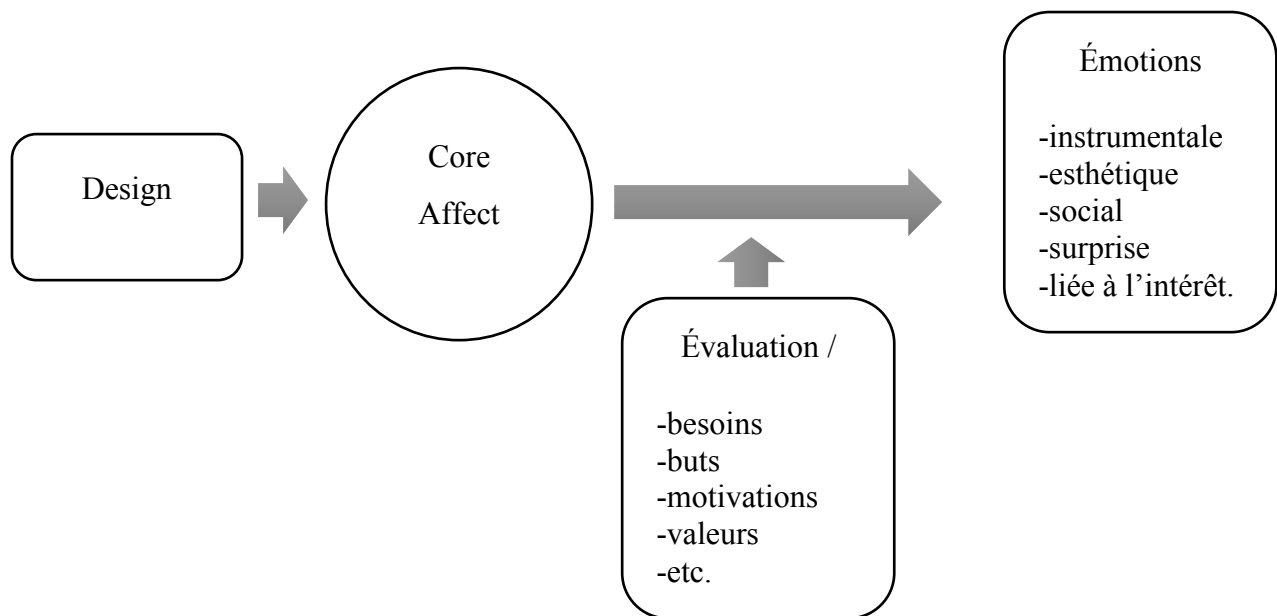 Design
Core
Affect
Émotions
-instrumentale
-esthétique
-social
-surprise
-liée à l’intérêt.
Évaluation /
-besoins
-buts
-motivations
-valeurs
-etc.